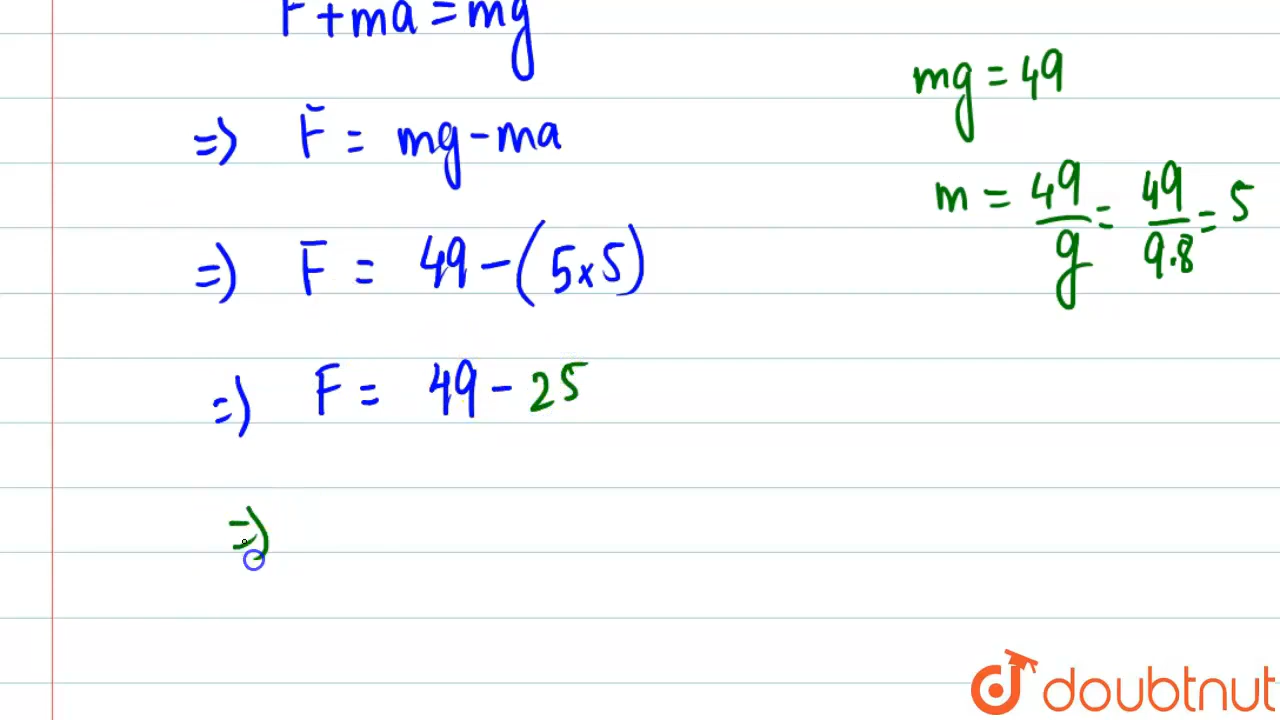 F + ma = mg
⇒ F = mg - ma
⇒ F = 49 - (5×5)
⇒ F = 49 - 25
⇒
mg = 49
m = 49/g = 49/9.8 = 5
doubtnut